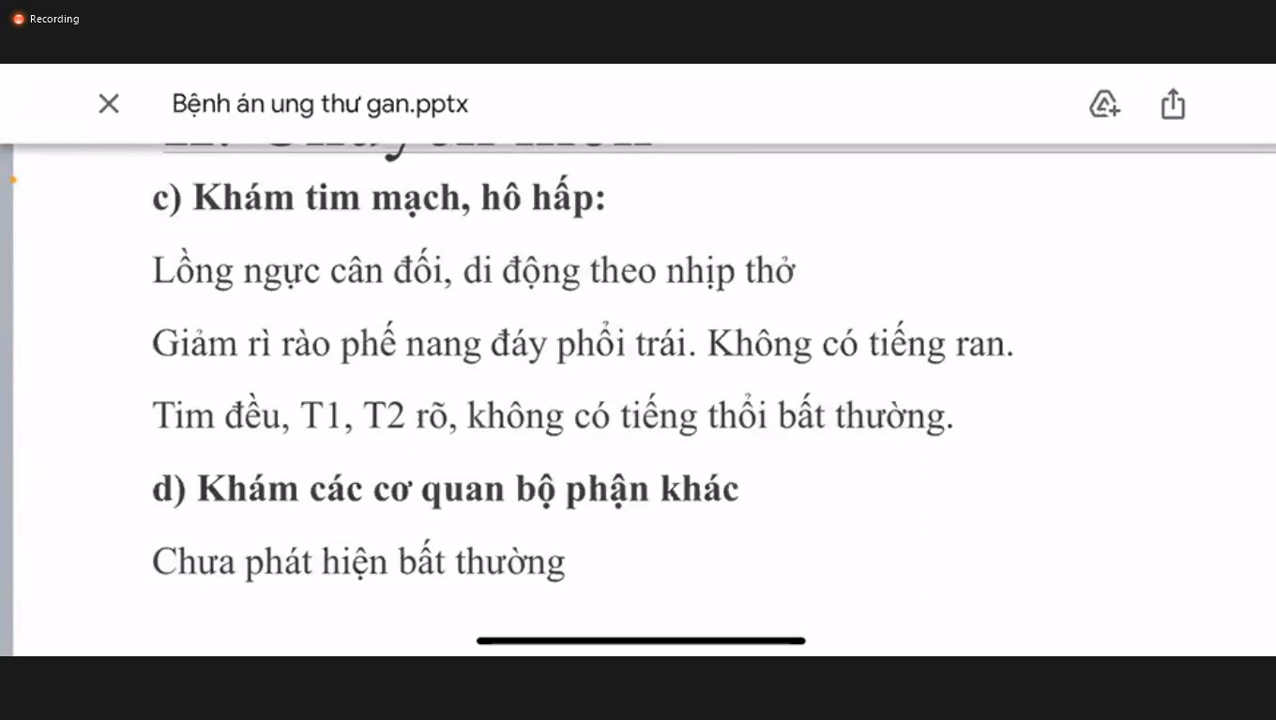 Recording
Bệnh án ung thư gan.pptx
c) Khám tim mạch, hô hấp:
Lồng ngực cân đối, di động theo nhịp thở
Giảm rì rào phế nang đáy phổi trái. Không có tiếng ran.
Tim đều, T1, T2 rõ, không có tiếng thổi bất thường.
d) Khám các cơ quan bộ phận khác
Chưa phát hiện bất thường